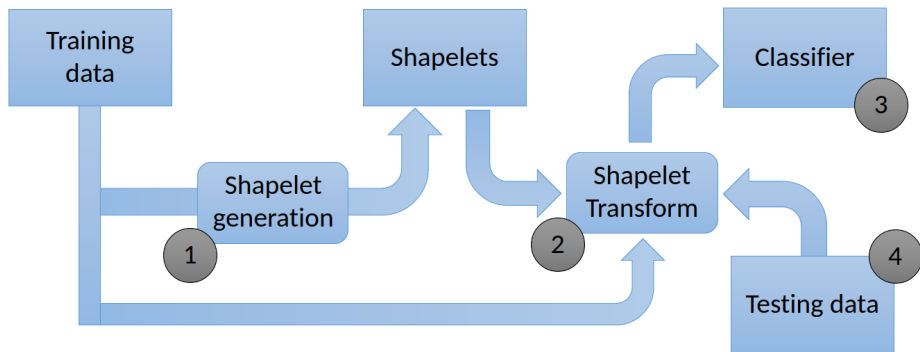 Training
data
Shapelets
Classifier
3
Shapelet
generation
1
Shapelet
Transform
2
4
Testing data